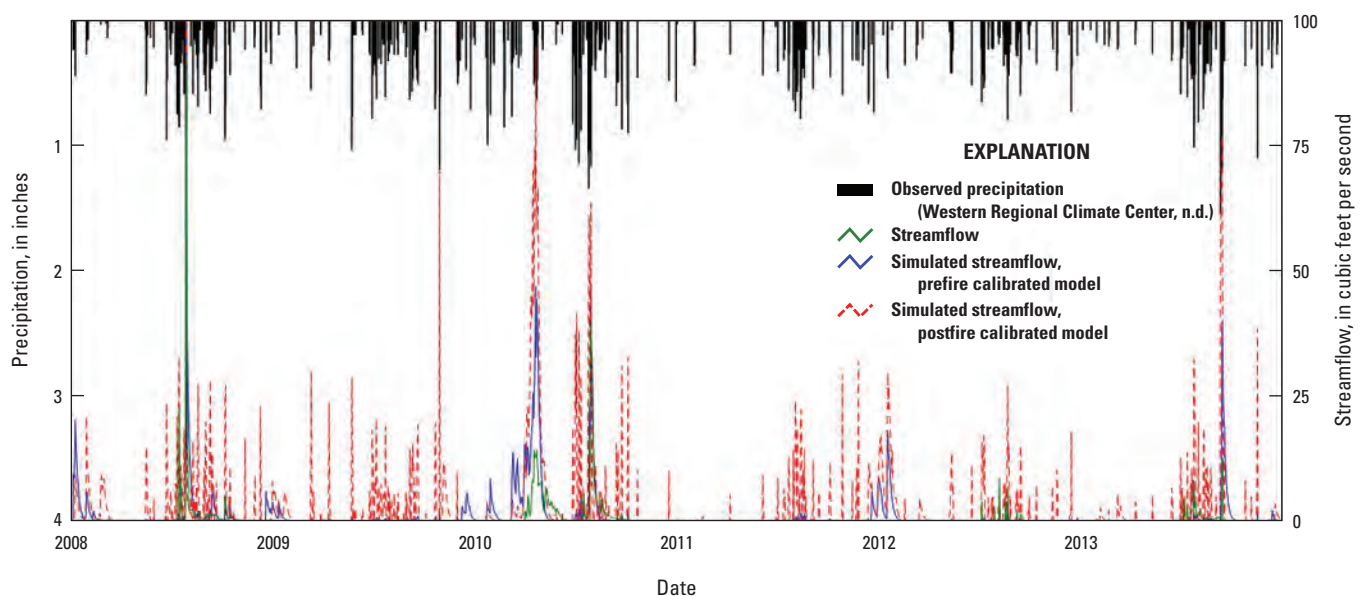 100
75
50
25
0
1
2
3
4
Precipitation, in inches
Streamflow, in cubic feet per second
EXPLANATION
Observed precipitation
(Western Regional Climate Center, n.d.)
Streamflow
Simulated streamflow,
prefire calibrated model
Simulated streamflow,
postfire calibrated model
2008
2009
2010
2011
2012
2013
Date